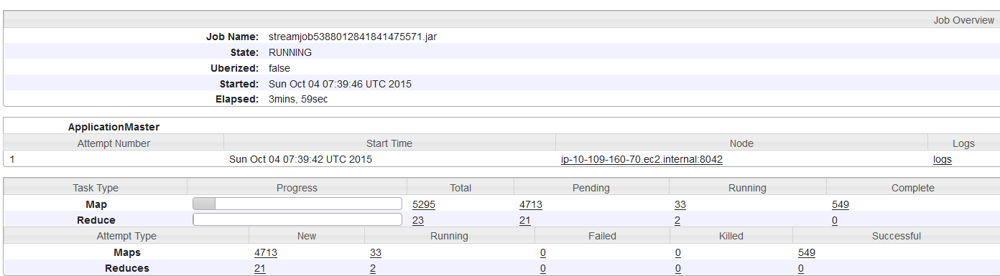 Job Overview
Job Name: streamjob5388012841841475571.jar
State: RUNNING
Uberized: false
Started: Sun Oct 04 07:39:46 UTC 2015
Elapsed: 3mins, 59sec
ApplicationMaster
Attempt Number Start Time Node Logs
1 Sun Oct 04 07:39:42 UTC 2015 ip-10-109-160-70.ec2.internal:8042 logs
Task Type Progress Total Pending Running Complete
Map 5295 4713 33 549
Reduce 23 21 2 0
Attempt Type New Running Failed Killed Successful
Maps 4713 33 0 0 549
Reduces 21 2 0 0 0